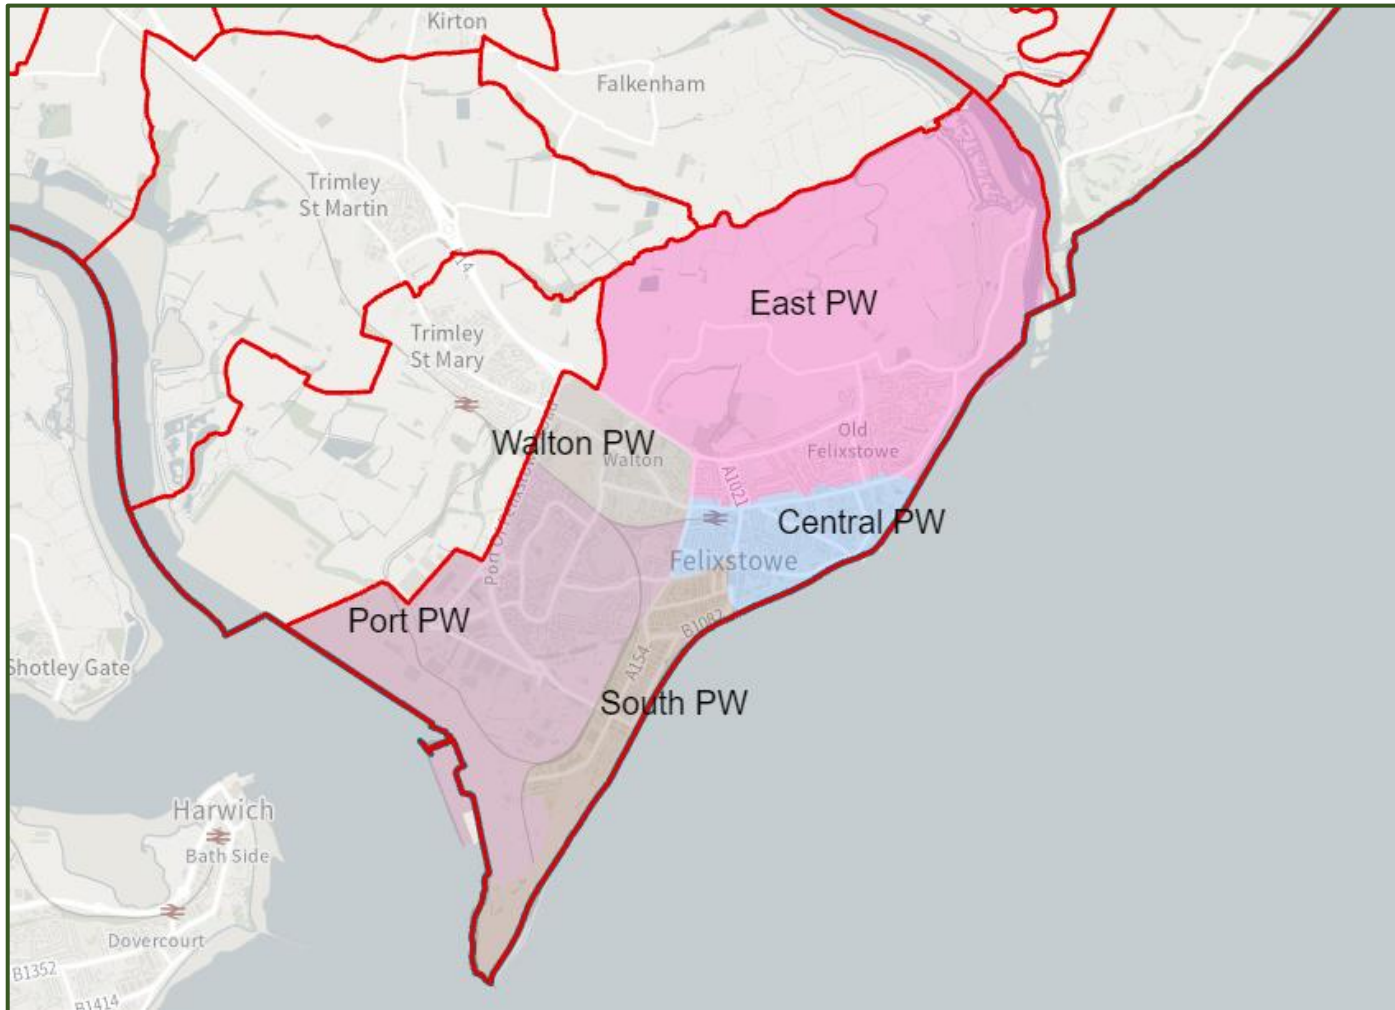 Kirton
Falkenham
Trimley
St Martin
A14
East PW
Trimley
St Mary
Old
Felixstowe
Walton PW
Walton
A1021
Central PW
Felixstowe
Port PW
B1082
Shotley Gate
A154
South PW
Harwich
Bath Side
Dovercourt
B1352
B1414